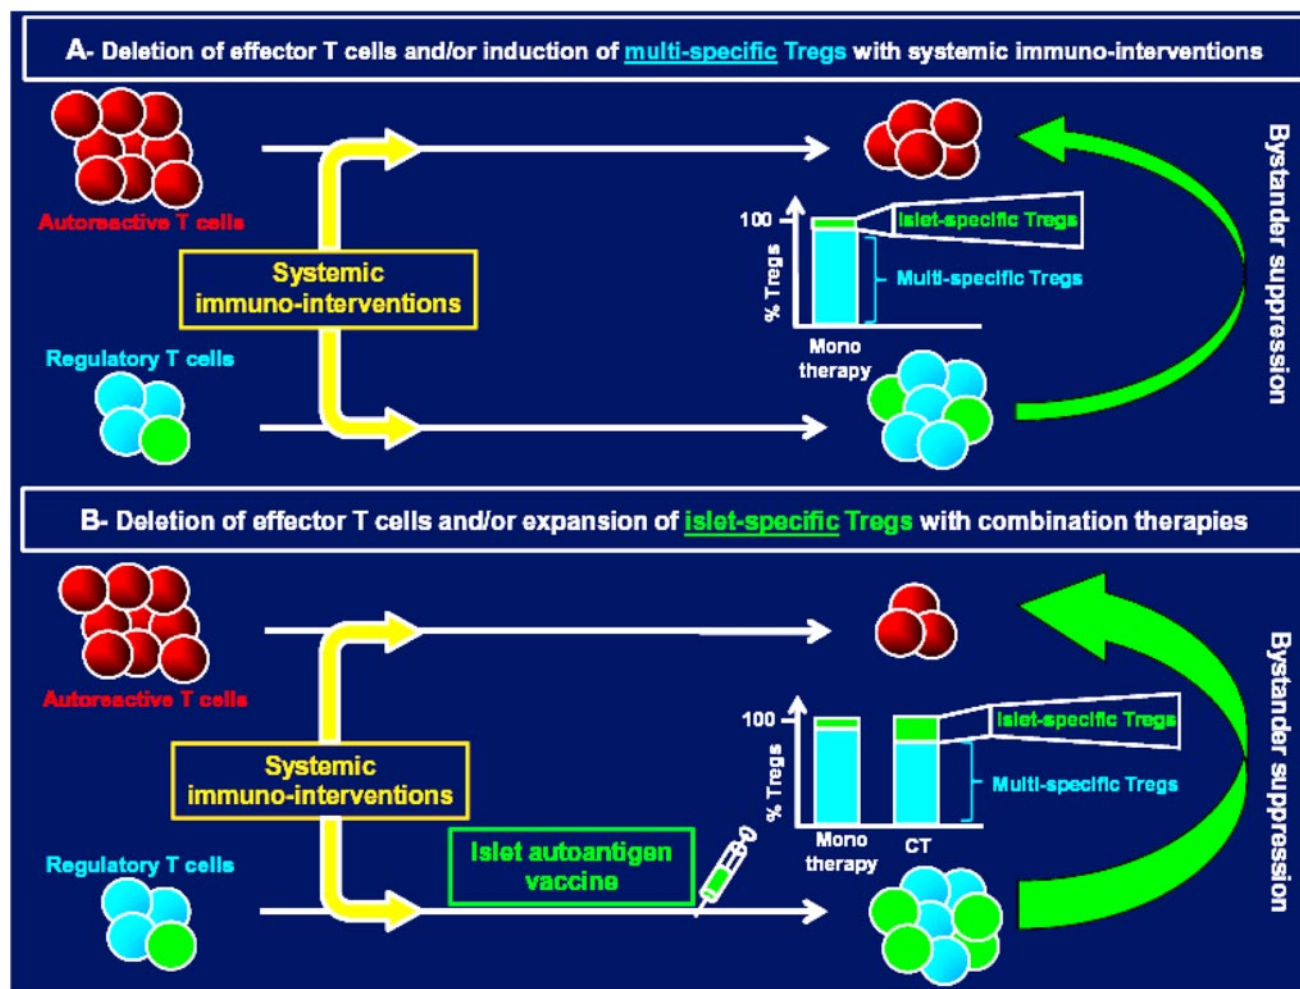 A- Deletion of effector T cells and/or induction of multi-specific Tregs with systemic immuno-interventions
Autoreactive T cells
Systemic
immuno-interventions
Regulatory T cells
100
% Tregs
Islet-specific Tregs
Multi-specific Tregs
Mono
therapy
Bystander suppression
B- Deletion of effector T cells and/or expansion of islet-specific Tregs with combination therapies
Autoreactive T cells
Systemic
immuno-interventions
Regulatory T cells
Islet autoantigen
vaccine
100
% Tregs
Islet-specific Tregs
Multi-specific Tregs
Mono
therapy
CT
Bystander suppression